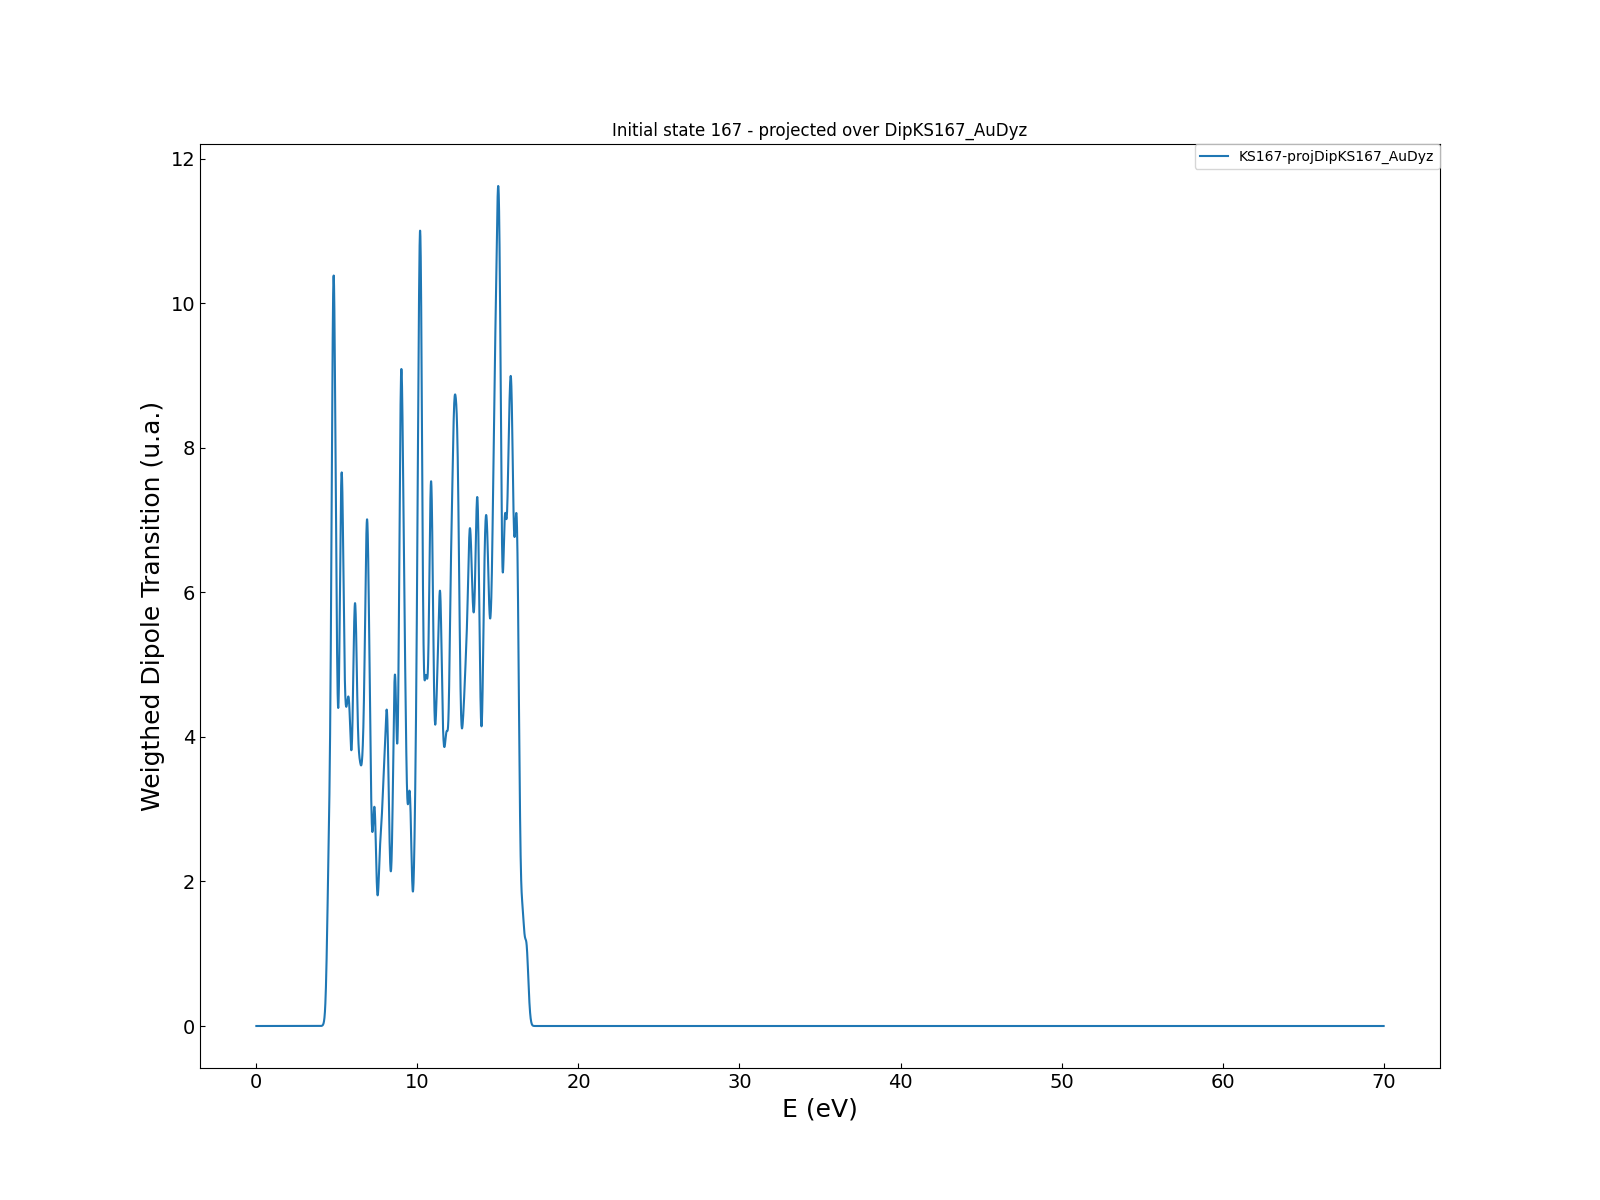 Initial state 167 - projected over DipKS167_AuDyz
KS167-projDipKS167_AuDyz
12
10
8
6
4
2
0
Weigthed Dipole Transition (u.a.)
0 10 20 30 40 50 60 70
E (eV)